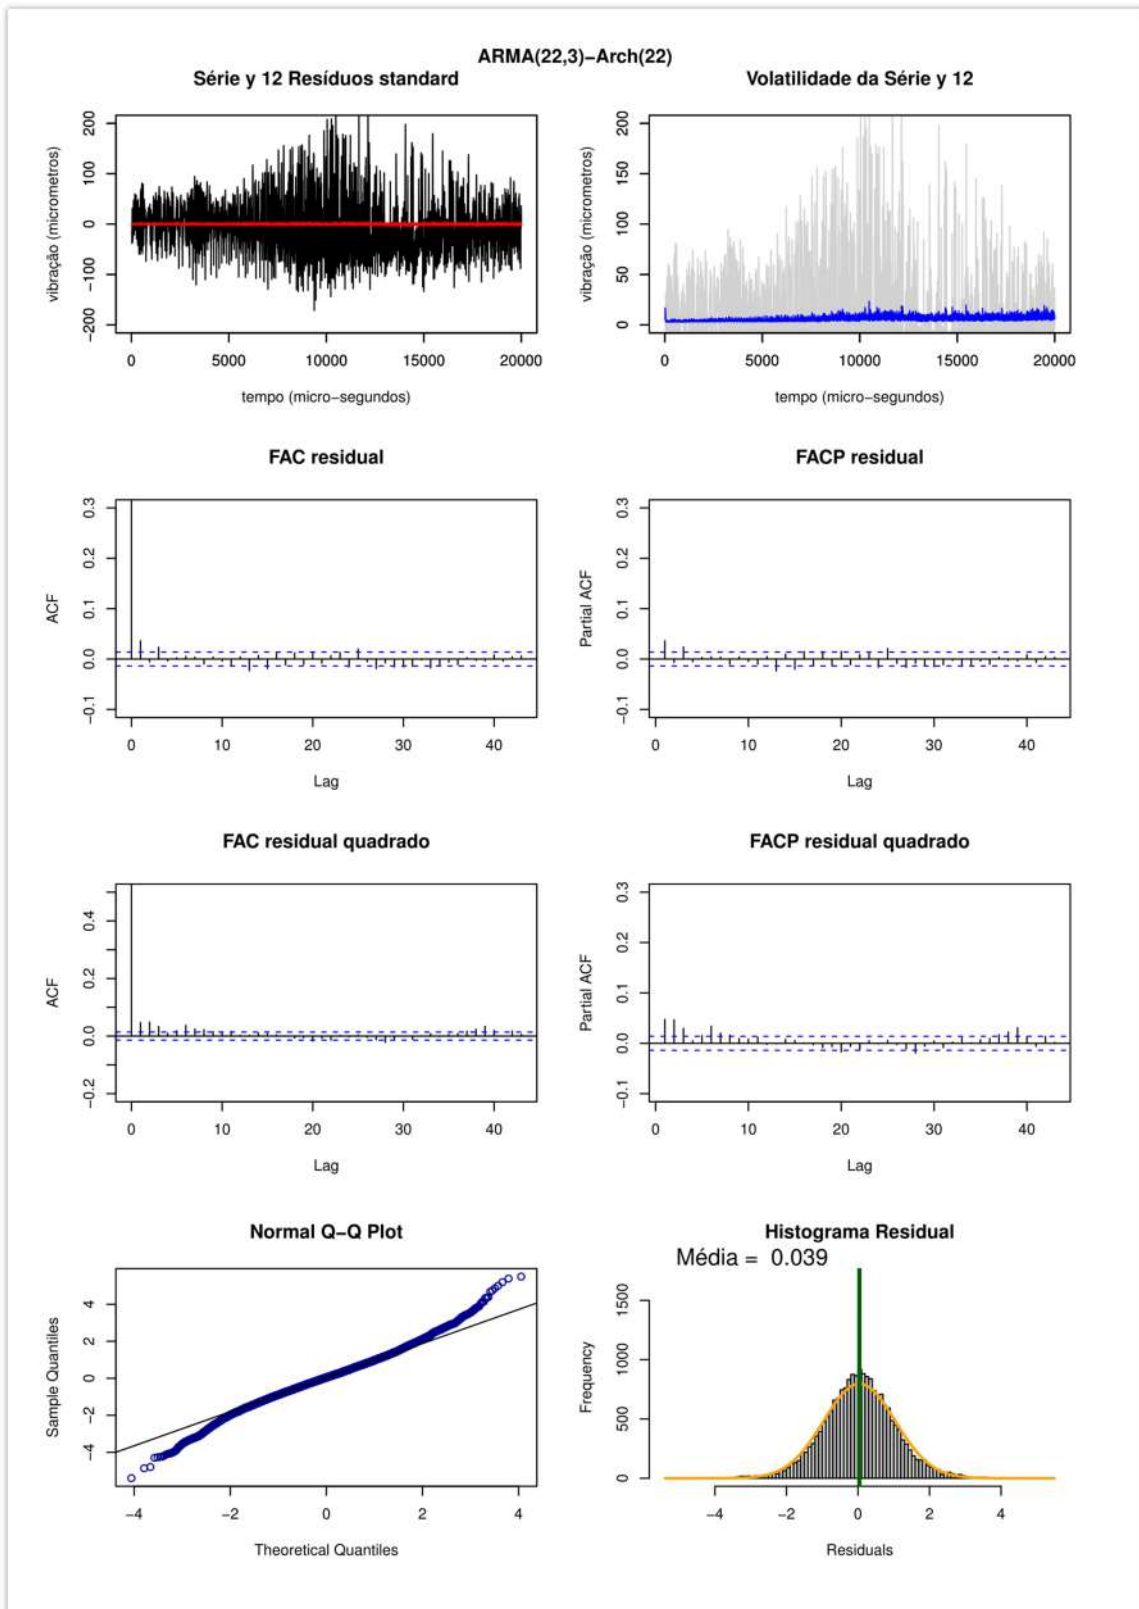 ARMA(22,3)−Arch(22)
Série y 12 Resíduos standard
Volatilidade da Série y 12
vibração (micrometros)
200
100
0
−100
−200
0 5000 10000 15000 20000
tempo (micro−segundos)
vibração (micrometros)
200
150
100
50
0
0 5000 10000 15000 20000
tempo (micro−segundos)
FAC residual
ACF
0.3
0.2
0.1
0.0
−0.1
0 10 20 30 40
Lag
FACP residual
Partial ACF
0.3
0.2
0.1
0.0
−0.1
0 10 20 30 40
Lag
FAC residual quadrado
ACF
0.4
0.2
0.0
−0.2
0 10 20 30 40
Lag
FACP residual quadrado
Partial ACF
0.3
0.2
0.1
0.0
−0.1
0 10 20 30 40
Lag
Normal Q−Q Plot
Sample Quantiles
4
2
0
−2
−4
−4 −2 0 2 4
Theoretical Quantiles
Histograma Residual
Média = 0.039
Frequency
1500
1000
500
0
−4 −2 0 2 4
Residuals